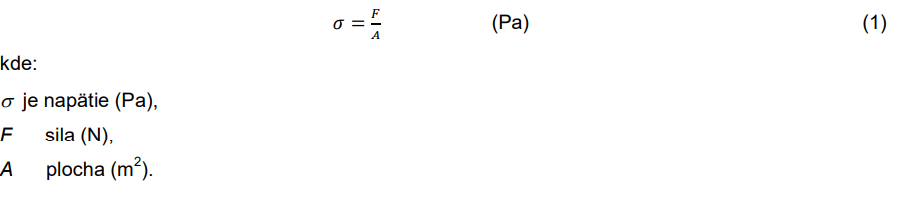 σ = F/A (Pa) (1)
kde:
σ je napätie (Pa),
F sila (N),
A plocha (m²).